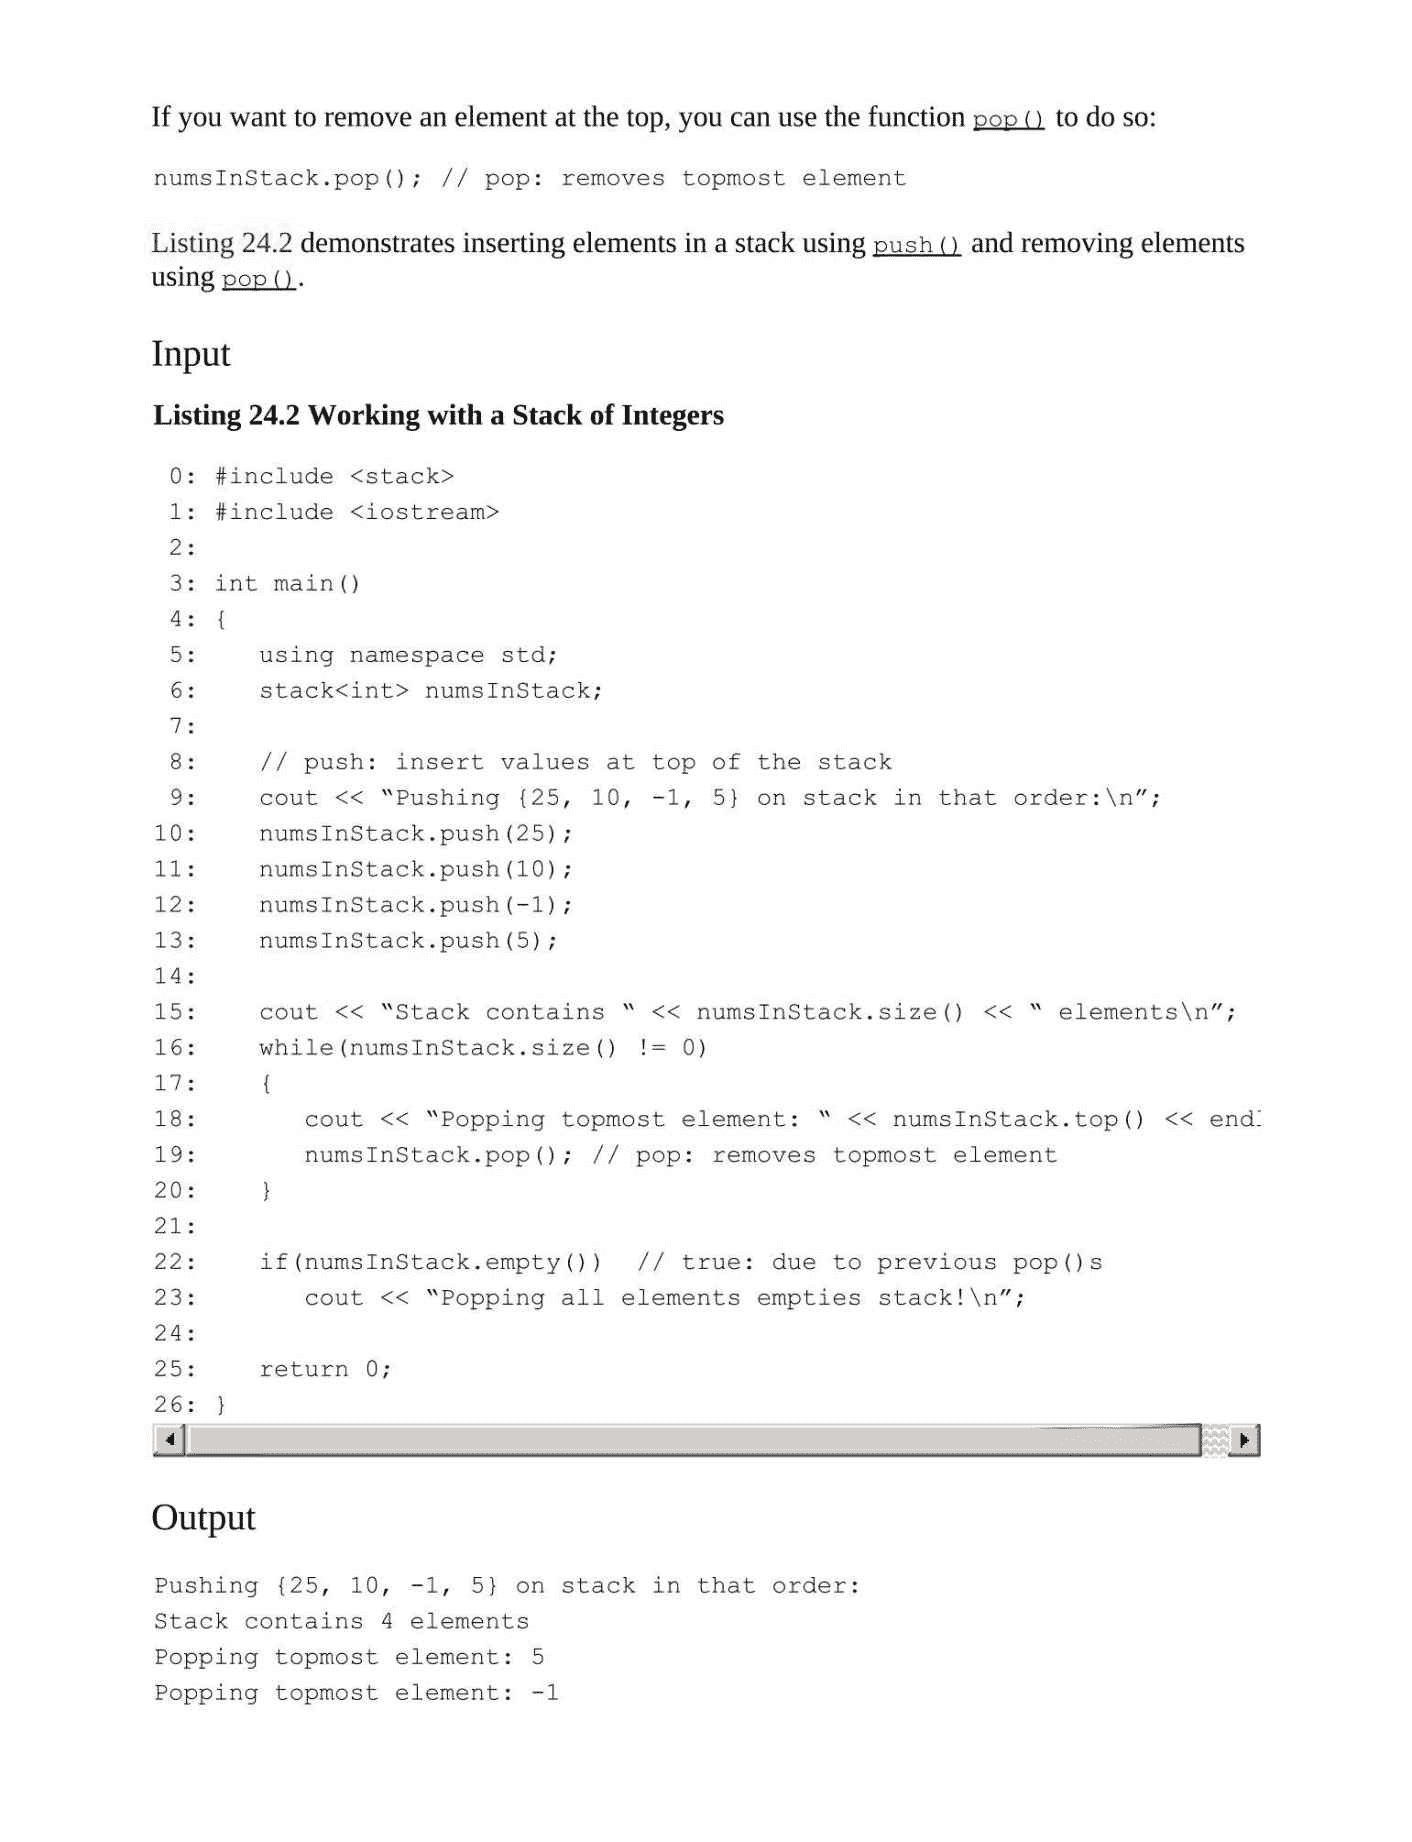 If you want to remove an element at the top, you can use the function pop() to do so:
numsInStack.pop(); // pop: removes topmost element
Listing 24.2 demonstrates inserting elements in a stack using push() and removing elements
using pop().
Input
Listing 24.2 Working with a Stack of Integers
0: #include <stack>
1: #include <iostream>
2:
3: int main()
4: {
5:    using namespace std;
6:    stack<int> numsInStack;
7:
8:    // push: insert values at top of the stack
9:    cout << “Pushing {25, 10, -1, 5} on stack in that order:\n”;
10:    numsInStack.push(25);
11:    numsInStack.push(10);
12:    numsInStack.push(-1);
13:    numsInStack.push(5);
14:
15:    cout << “Stack contains “ << numsInStack.size() << “ elements\n”;
16:    while(numsInStack.size() != 0)
17:    {
18:       cout << “Popping topmost element: “ << numsInStack.top() << endl
19:       numsInStack.pop(); // pop: removes topmost element
20:    }
21:
22:    if(numsInStack.empty())  // true: due to previous pop()s
23:       cout << “Popping all elements empties stack!\n”;
24:
25:    return 0;
26: }
Output
Pushing {25, 10, -1, 5} on stack in that order:
Stack contains 4 elements
Popping topmost element: 5
Popping topmost element: -1